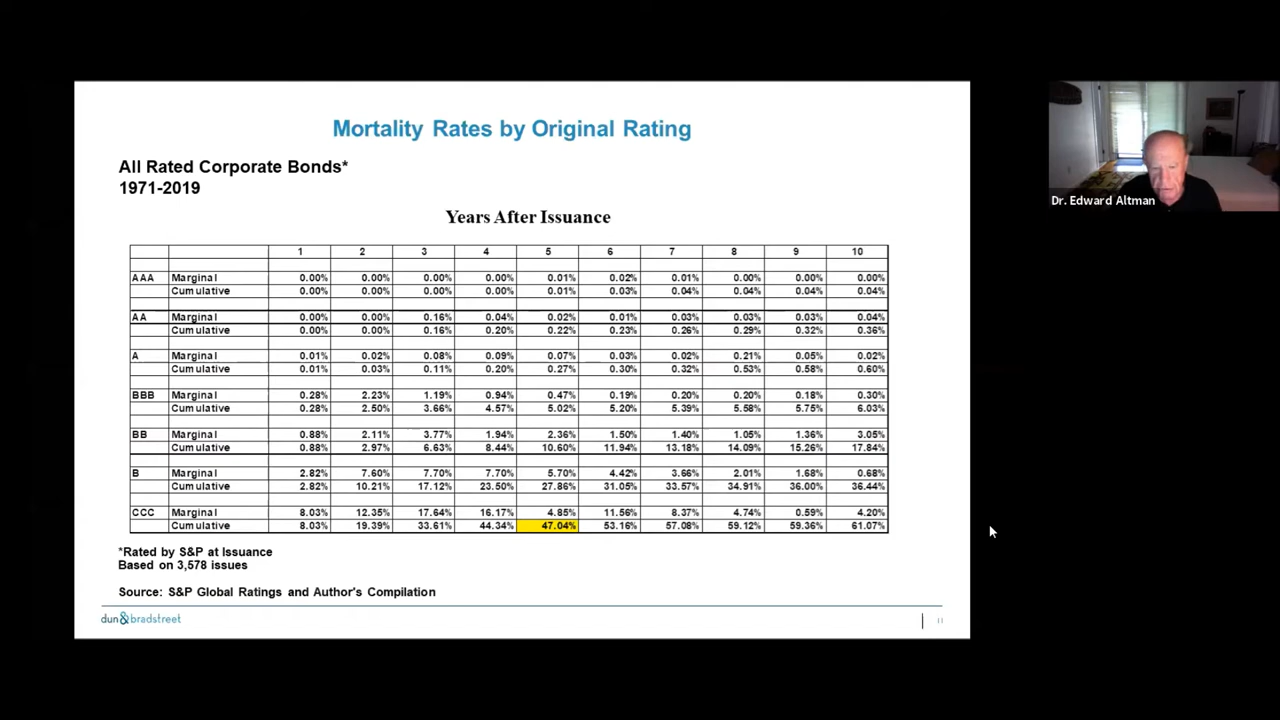 Mortality Rates by Original Rating
All Rated Corporate Bonds*
1971-2019
Years After Issuance
1 2 3 4 5 6 7 8 9 10
AAA Marginal 0.00% 0.00% 0.00% 0.00% 0.01% 0.02% 0.01% 0.00% 0.00% 0.00%
Cumulative 0.00% 0.00% 0.00% 0.00% 0.01% 0.03% 0.04% 0.04% 0.04% 0.04%
AA Marginal 0.00% 0.00% 0.16% 0.04% 0.02% 0.01% 0.03% 0.03% 0.03% 0.04%
Cumulative 0.00% 0.00% 0.16% 0.20% 0.22% 0.23% 0.26% 0.29% 0.32% 0.36%
A Marginal 0.01% 0.02% 0.08% 0.09% 0.07% 0.03% 0.02% 0.21% 0.05% 0.02%
Cumulative 0.01% 0.03% 0.11% 0.20% 0.27% 0.30% 0.32% 0.53% 0.58% 0.60%
BBB Marginal 0.28% 2.23% 1.19% 0.94% 0.47% 0.19% 0.20% 0.20% 0.18% 0.30%
Cumulative 0.28% 2.50% 3.66% 4.57% 5.02% 5.20% 5.39% 5.58% 5.75% 6.03%
BB Marginal 0.88% 2.11% 3.77% 1.94% 2.36% 1.50% 1.40% 1.05% 1.36% 3.05%
Cumulative 0.88% 2.97% 6.63% 8.44% 10.60% 11.94% 13.18% 14.09% 15.26% 17.84%
B Marginal 2.82% 7.60% 7.70% 7.70% 5.70% 4.42% 3.66% 2.01% 1.68% 0.68%
Cumulative 2.82% 10.21% 17.12% 23.50% 27.86% 31.05% 33.57% 34.91% 36.00% 36.44%
CCC Marginal 8.03% 12.35% 17.64% 16.17% 4.85% 11.56% 8.37% 4.74% 0.59% 4.20%
Cumulative 8.03% 19.39% 33.61% 44.34% 47.04% 53.16% 57.08% 59.12% 59.36% 61.07%
*Rated by S&P at Issuance
Based on 3,578 issues
Source: S&P Global Ratings and Author's Compilation
dun&bradstreet
11
Dr. Edward Altman